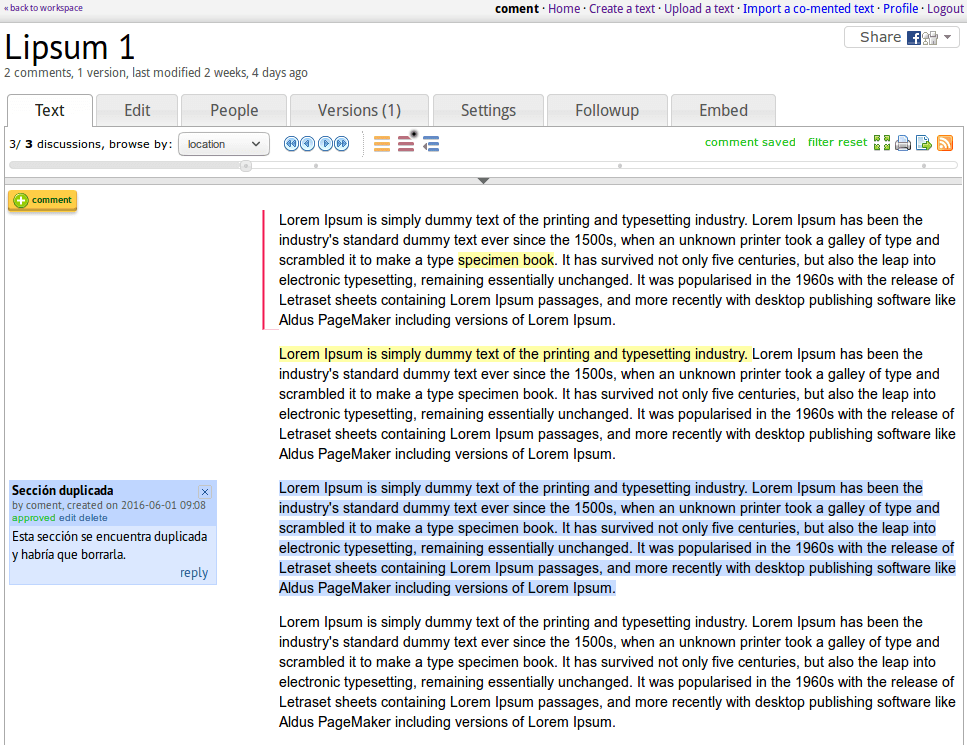 « back to workspace
coment · Home · Create a text · Upload a text · Import a co-mented text · Profile · Logout
Lipsum 1
Share
2 comments, 1 version, last modified 2 weeks, 4 days ago
Text Edit People Versions (1) Settings Followup Embed
3/ 3 discussions, browse by: location comment saved filter reset
comment
Lorem Ipsum is simply dummy text of the printing and typesetting industry. Lorem Ipsum has been the
industry's standard dummy text ever since the 1500s, when an unknown printer took a galley of type and
scrambled it to make a type specimen book. It has survived not only five centuries, but also the leap into
electronic typesetting, remaining essentially unchanged. It was popularised in the 1960s with the release of
Letraset sheets containing Lorem Ipsum passages, and more recently with desktop publishing software like
Aldus PageMaker including versions of Lorem Ipsum.
Lorem Ipsum is simply dummy text of the printing and typesetting industry. Lorem Ipsum has been the
industry's standard dummy text ever since the 1500s, when an unknown printer took a galley of type and
scrambled it to make a type specimen book. It has survived not only five centuries, but also the leap into
electronic typesetting, remaining essentially unchanged. It was popularised in the 1960s with the release of
Letraset sheets containing Lorem Ipsum passages, and more recently with desktop publishing software like
Aldus PageMaker including versions of Lorem Ipsum.
Sección duplicada
by coment, created on 2016-06-01 09:08
approved edit delete
Esta sección se encuentra duplicada
y habría que borrarla.
reply
Lorem Ipsum is simply dummy text of the printing and typesetting industry. Lorem Ipsum has been the
industry's standard dummy text ever since the 1500s, when an unknown printer took a galley of type and
scrambled it to make a type specimen book. It has survived not only five centuries, but also the leap into
electronic typesetting, remaining essentially unchanged. It was popularised in the 1960s with the release of
Letraset sheets containing Lorem Ipsum passages, and more recently with desktop publishing software like
Aldus PageMaker including versions of Lorem Ipsum.
Lorem Ipsum is simply dummy text of the printing and typesetting industry. Lorem Ipsum has been the
industry's standard dummy text ever since the 1500s, when an unknown printer took a galley of type and
scrambled it to make a type specimen book. It has survived not only five centuries, but also the leap into
electronic typesetting, remaining essentially unchanged. It was popularised in the 1960s with the release of
Letraset sheets containing Lorem Ipsum passages, and more recently with desktop publishing software like
Aldus PageMaker including versions of Lorem Ipsum.